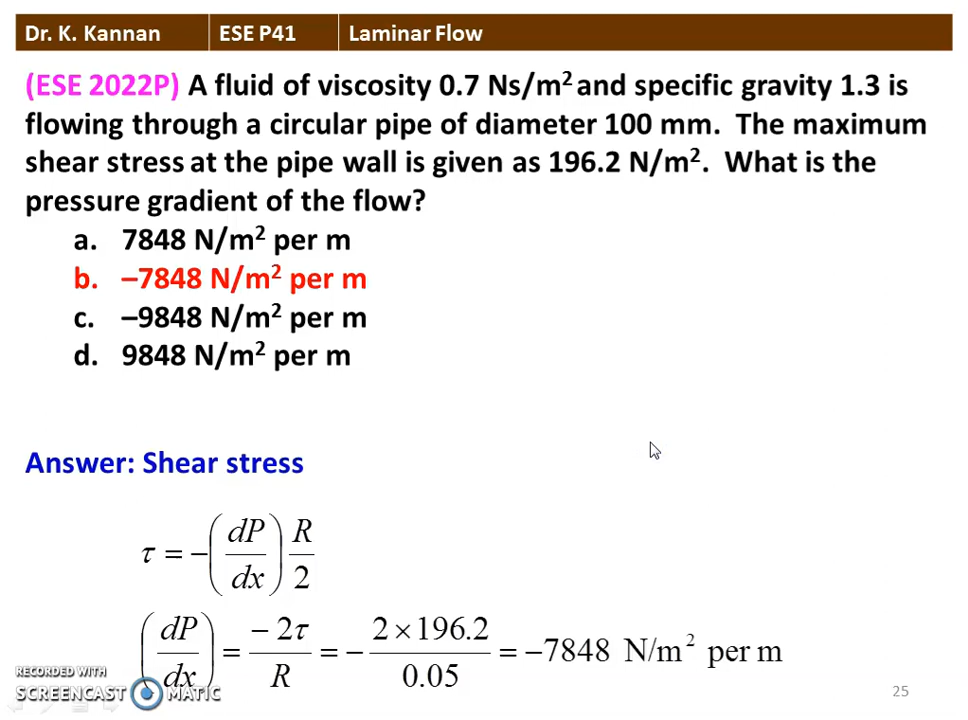 Dr. K. Kannan ESE P41 Laminar Flow
(ESE 2022P) A fluid of viscosity 0.7 Ns/m² and specific gravity 1.3 is
flowing through a circular pipe of diameter 100 mm. The maximum
shear stress at the pipe wall is given as 196.2 N/m². What is the
pressure gradient of the flow?
a. 7848 N/m² per m
b. –7848 N/m² per m
c. –9848 N/m² per m
d. 9848 N/m² per m
Answer: Shear stress
τ = −(dP/dx) R/2
(dP/dx) = −2τ/R = − 2×196.2/0.05 = −7848 N/m² per m
RECORDED WITH
SCREENCAST MATIC
25